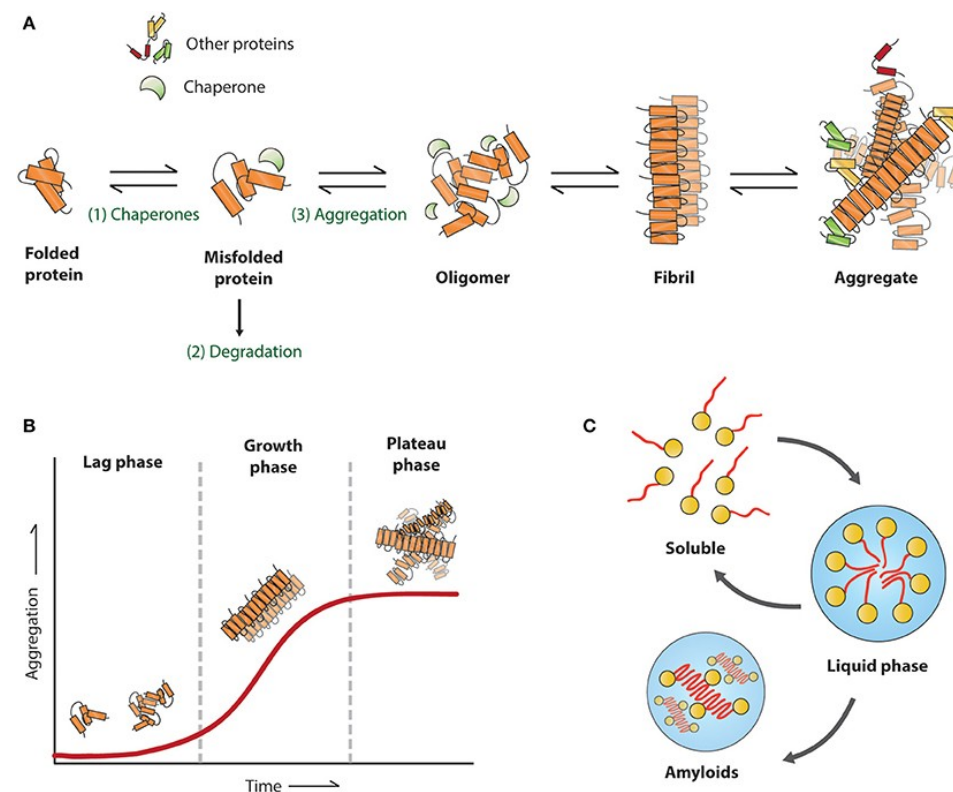 A
Other proteins
Chaperone
(1) Chaperones
(3) Aggregation
Folded
protein
Misfolded
protein
Oligomer
Fibril
Aggregate
(2) Degradation
B
Lag phase
Growth
phase
Plateau
phase
Aggregation
Time
C
Soluble
Liquid phase
Amyloids